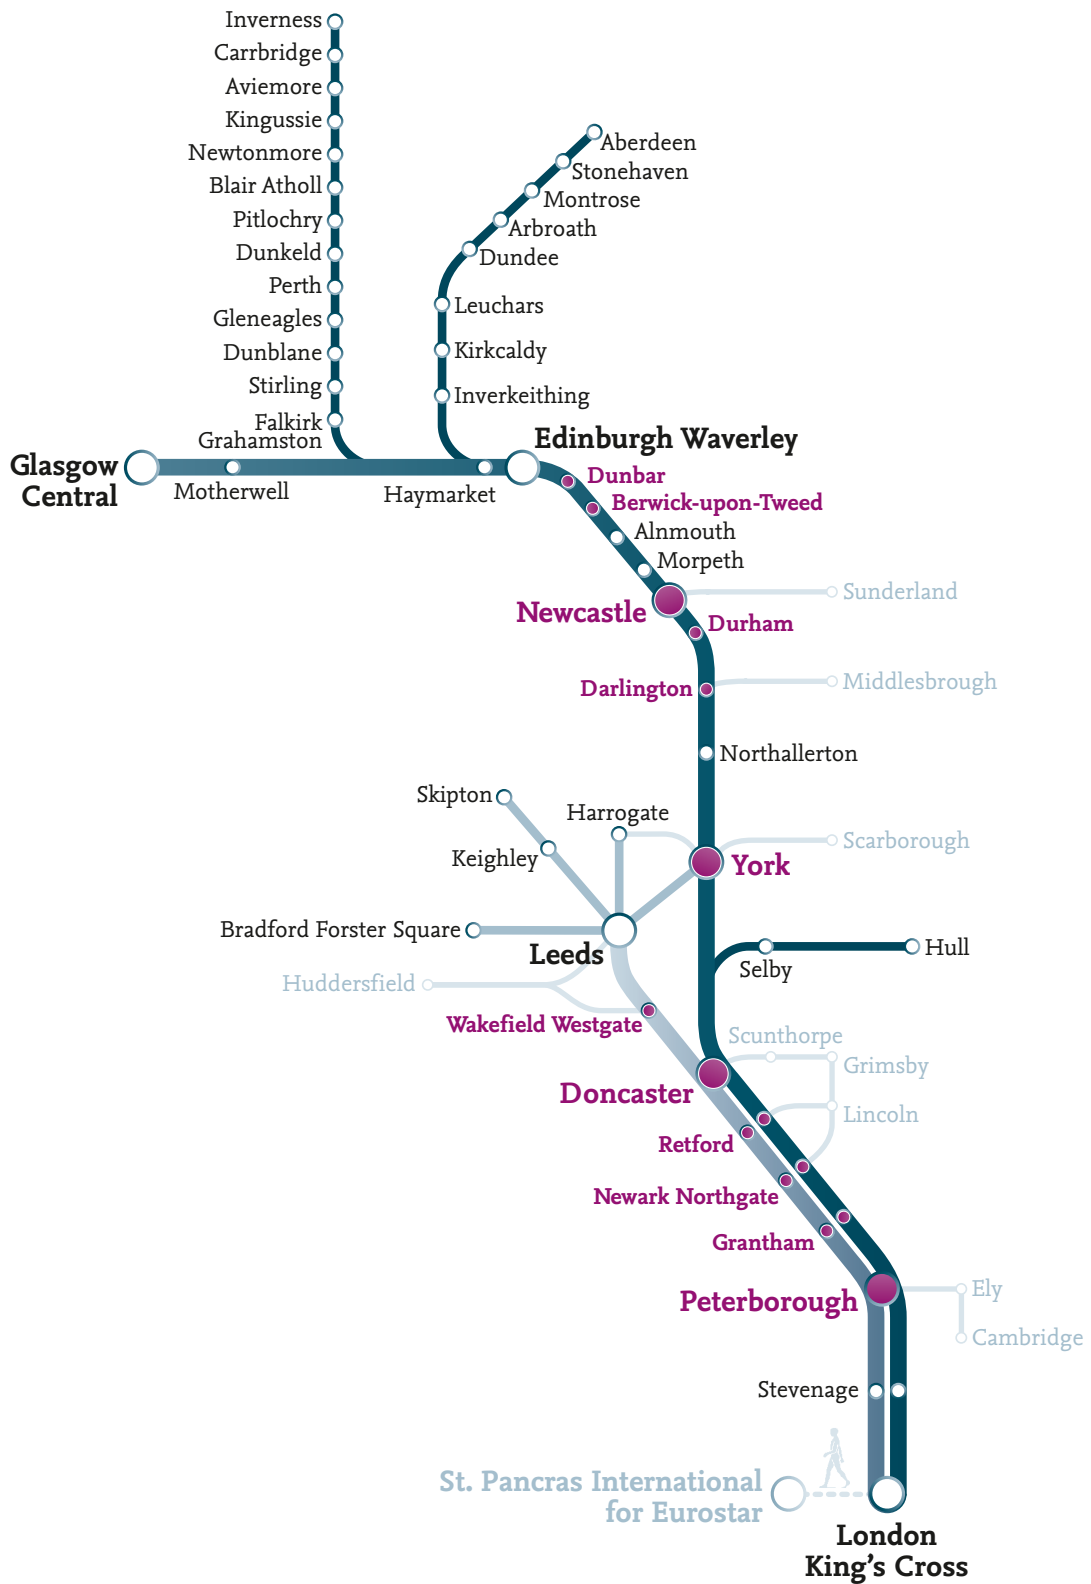 Inverness
Carrbridge
Aviemore
Kingussie
Newtonmore
Blair Atholl
Pitlochry
Dunkeld
Perth
Gleneagles
Dunblane
Stirling
Falkirk
Grahamston
Aberdeen
Stonehaven
Montrose
Arbroath
Dundee
Leuchars
Kirkcaldy
Inverkeithing
Glasgow
Central
Motherwell
Haymarket
Edinburgh Waverley
Dunbar
Berwick-upon-Tweed
Alnmouth
Morpeth
Newcastle
Sunderland
Durham
Darlington
Middlesbrough
Northallerton
Skipton
Keighley
Harrogate
York
Scarborough
Bradford Forster Square
Leeds
Selby
Hull
Huddersfield
Wakefield Westgate
Scunthorpe
Grimsby
Doncaster
Lincoln
Retford
Newark Northgate
Grantham
Peterborough
Ely
Cambridge
Stevenage
St. Pancras International
for Eurostar
London
King's Cross